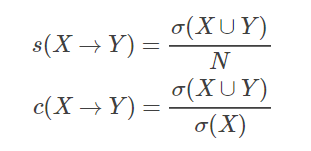 s(X → Y) = σ(X ∪ Y) / N
c(X → Y) = σ(X ∪ Y) / σ(X)